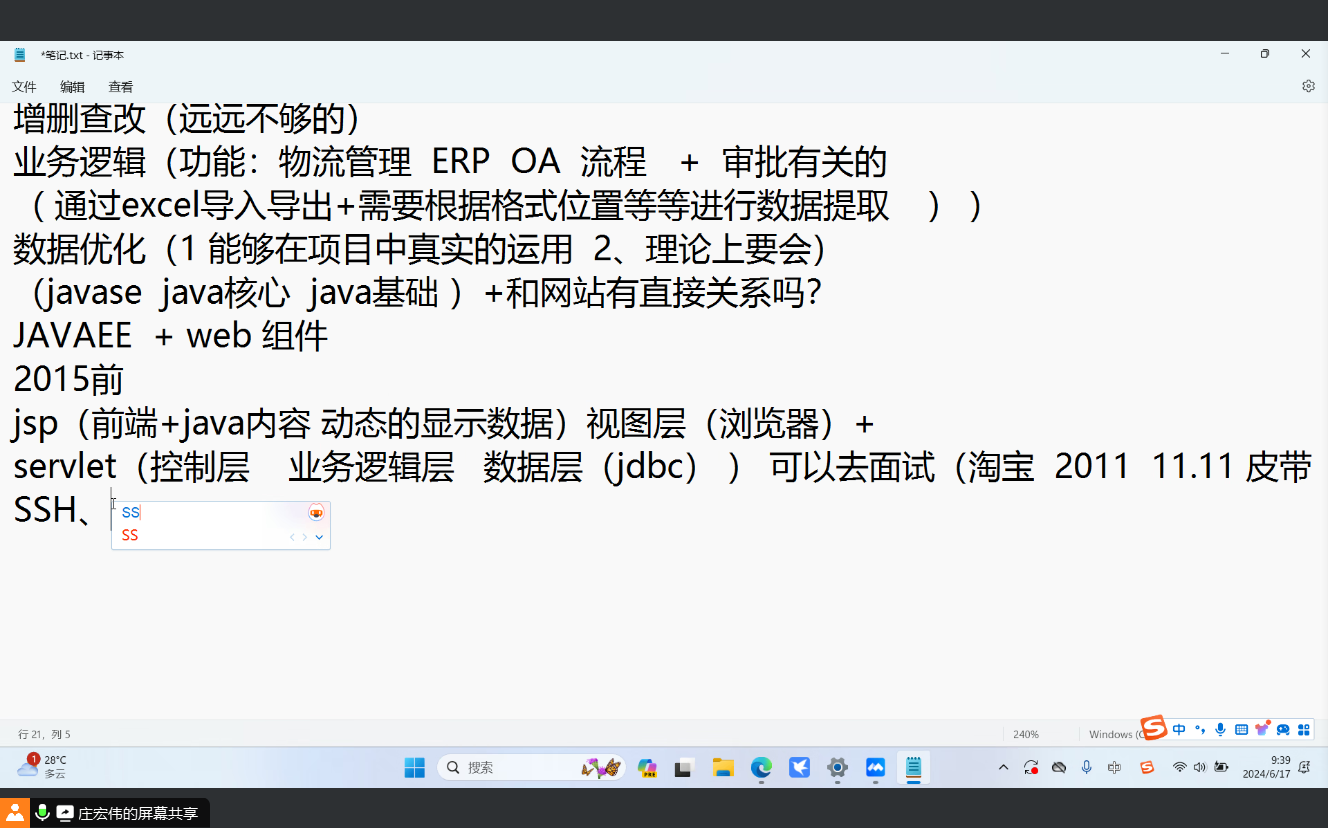 *笔记.txt - 记事本
文件 编辑 查看
增删查改（远远不够的）
业务逻辑（功能：物流管理 ERP OA 流程 + 审批有关的
（ 通过excel导入导出+需要根据格式位置等等进行数据提取 ） ）
数据优化（1 能够在项目中真实的运用 2、理论上要会）
（javase java核心 java基础 ）+和网站有直接关系吗？
JAVAEE + web 组件
2015前
jsp（前端+java内容 动态的显示数据）视图层（浏览器）+
servlet（控制层 业务逻辑层 数据层（jdbc） ） 可以去面试（淘宝 2011 11.11 皮带
SSH、
SS
SS
行 21，列 5
240%
Windows (C
中
1
28°C
多云
搜索
PRE
中
9:39
2024/6/17
庄宏伟的屏幕共享